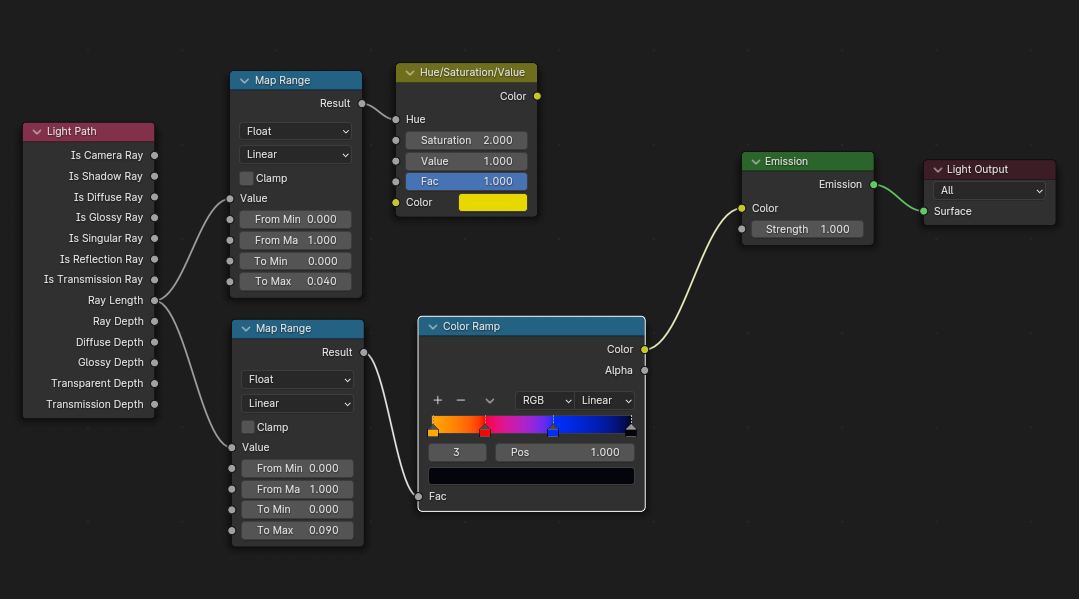 Light Path
Is Camera Ray
Is Shadow Ray
Is Diffuse Ray
Is Glossy Ray
Is Singular Ray
Is Reflection Ray
Is Transmission Ray
Ray Length
Ray Depth
Diffuse Depth
Glossy Depth
Transparent Depth
Transmission Depth
Map Range
Result
Float
Linear
Clamp
Value
From Min 0.000
From Ma 1.000
To Min 0.000
To Max 0.040
Hue/Saturation/Value
Color
Hue
Saturation 2.000
Value 1.000
Fac 1.000
Color
Map Range
Result
Float
Linear
Clamp
Value
From Min 0.000
From Ma 1.000
To Min 0.000
To Max 0.090
Color Ramp
Color
Alpha
+ − RGB Linear
3 Pos 1.000
Fac
Emission
Emission
Color
Strength 1.000
Light Output
All
Surface